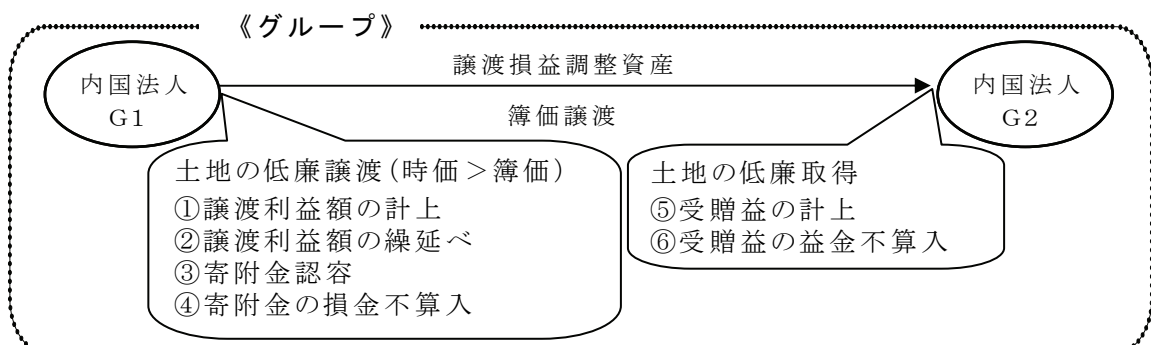 《グループ》
内国法人
G1
譲渡損益調整資産
簿価譲渡
内国法人
G2
土地の低廉譲渡(時価＞簿価)
①譲渡利益額の計上
②譲渡利益額の繰延べ
③寄附金認容
④寄附金の損金不算入
土地の低廉取得
⑤受贈益の計上
⑥受贈益の益金不算入